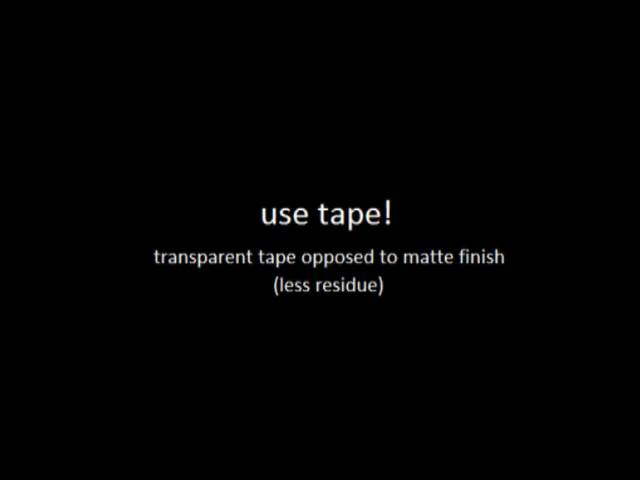 use tape!
transparent tape opposed to matte finish
(less residue)